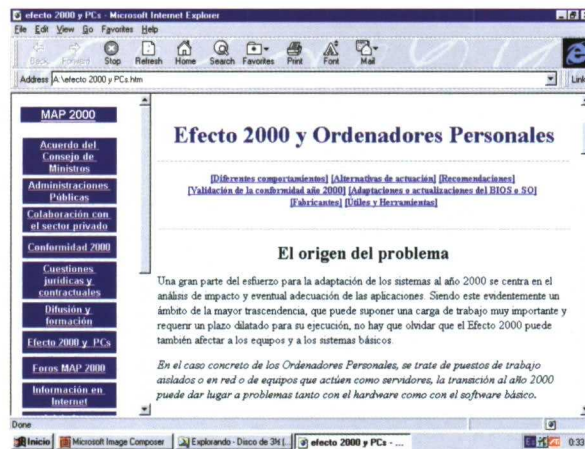 efecto 2000 y PCs - Microsoft Internet Explorer
File Edit View Go Favorites Help
Back Forward Stop Refresh Home Search Favorites Print Font Mail
Address A:\efecto 2000 y PCs.htm
Link
MAP 2000
Acuerdo del
Consejo de
Ministros
Administraciones
Públicas
Colaboración con
el sector privado
Conformidad 2000
Cuestiones
jurídicas y
contractuales
Difusión y
formación
Efecto 2000 y PCs
Foros MAP 2000
Información en
Internet
Efecto 2000 y Ordenadores Personales
[Diferentes comportamientos] [Alternativas de actuación] [Recomendaciones]
[Validación de la conformidad año 2000] [Adaptaciones o actualizaciones del BIOS o SO]
[Fabricantes] [Útiles y Herramientas]
El origen del problema
Una gran parte del esfuerzo para la adaptación de los sistemas al año 2000 se centra en el
análisis de impacto y eventual adecuación de las aplicaciones. Siendo este evidentemente un
ámbito de la mayor trascendencia, que puede suponer una carga de trabajo muy importante y
requerir un plazo dilatado para su ejecución, no hay que olvidar que el Efecto 2000 puede
también afectar a los equipos y a los sistemas básicos.
En el caso concreto de los Ordenadores Personales, se trate de puestos de trabajo
aislados o en red o de equipos que actúen como servidores, la transición al año 2000
puede dar lugar a problemas tanto con el hardware como con el software básico.
Done
Inicio Microsoft Image Composer Explorando - Disco de 3½ (... efecto 2000 y PCs - ... 0:33